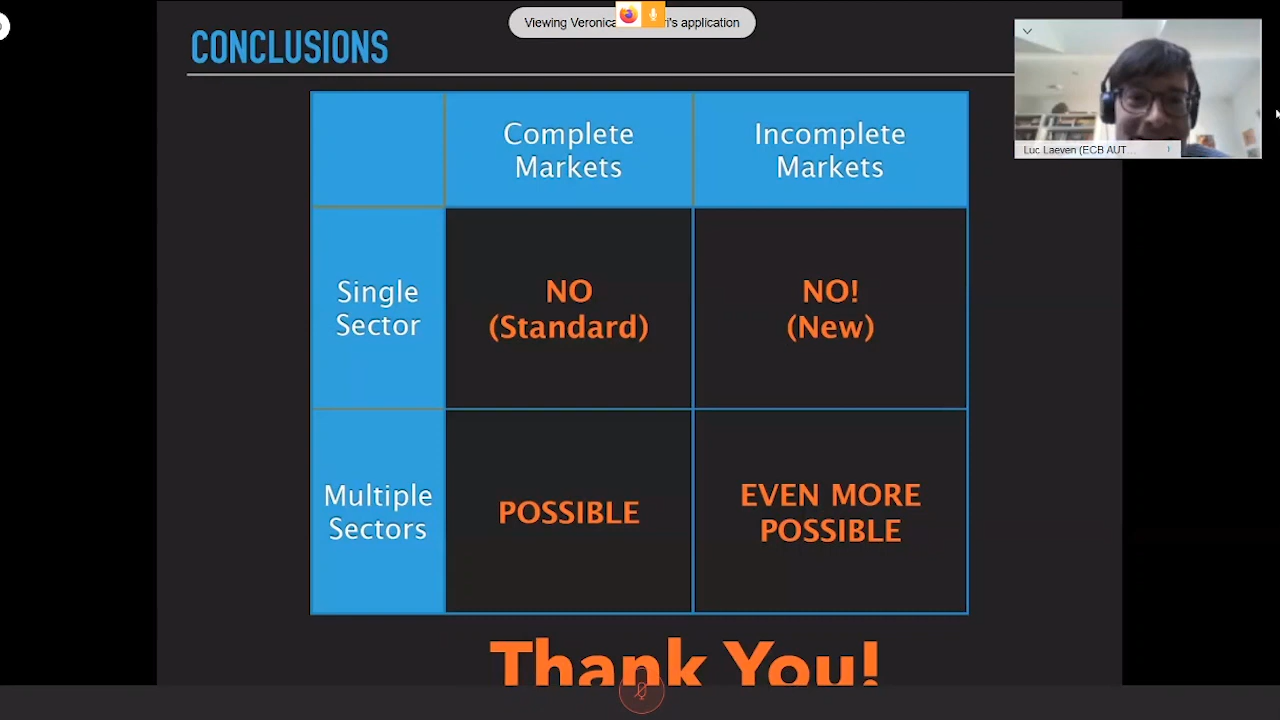 Viewing Veronica
ri's application
CONCLUSIONS
Luc Laeven (ECB AUT...
Complete
Markets
Incomplete
Markets
Single
Sector
NO
(Standard)
NO!
(New)
Multiple
Sectors
POSSIBLE
EVEN MORE
POSSIBLE
Thank You!